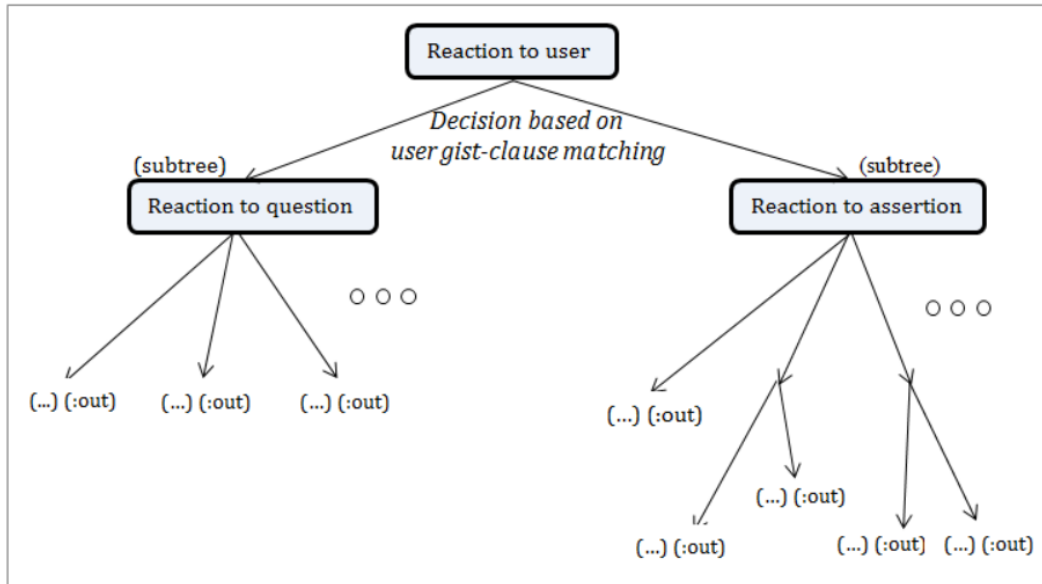 Reaction to user
Decision based on
user gist-clause matching
(subtree)
(subtree)
Reaction to question
Reaction to assertion
(...) (:out)
(...) (:out)
(...) (:out)
(...) (:out)
(...) (:out)
(...) (:out)
(...) (:out)
(...) (:out)